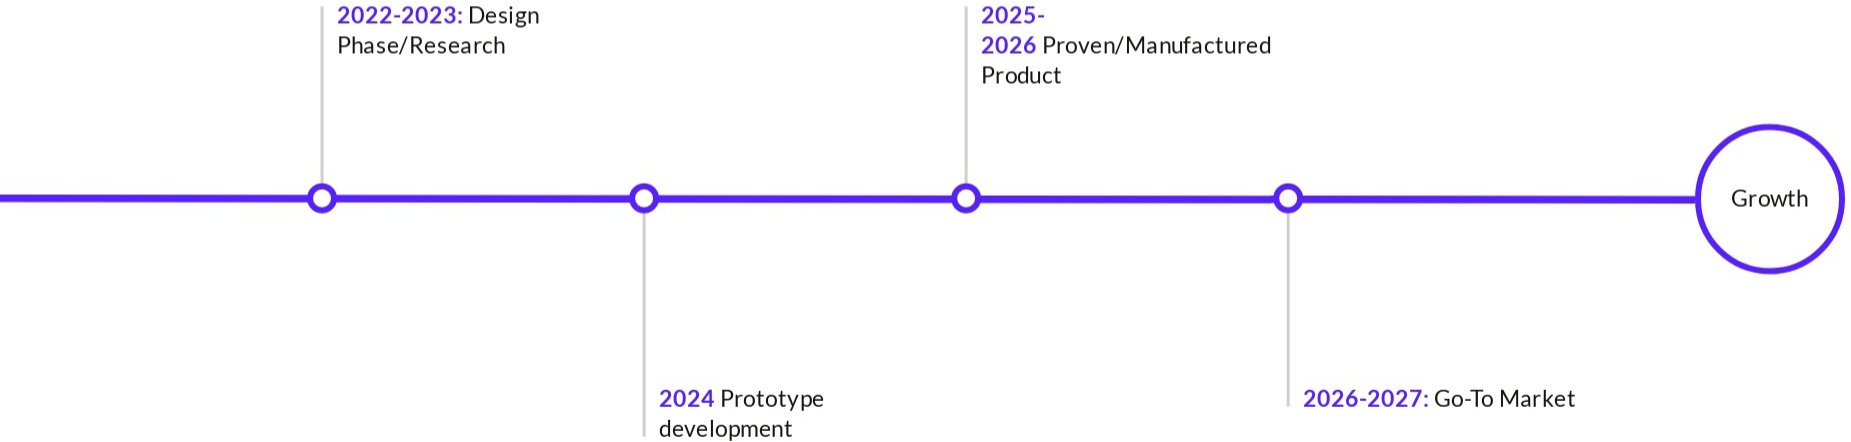 2022-2023: Design
Phase/Research
2024 Prototype
development
2025-
2026 Proven/Manufactured
Product
2026-2027: Go-To Market
Growth